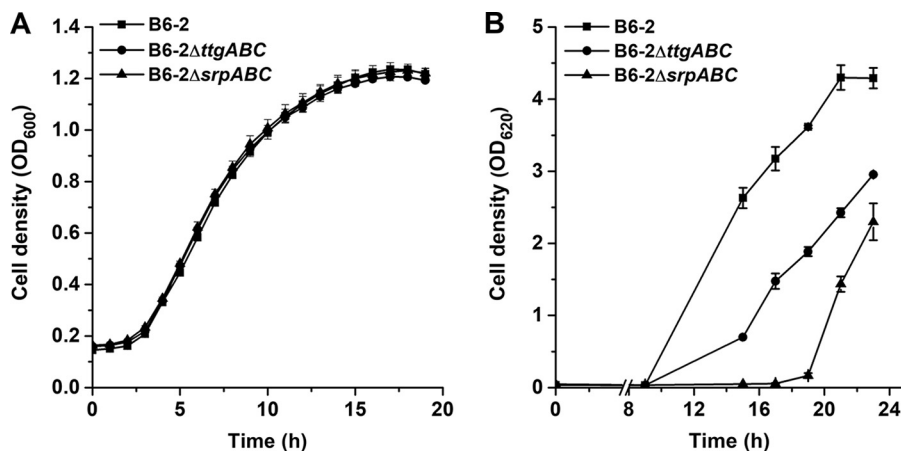 A
B6-2
B6-2ΔttgABC
B6-2ΔsrpABC
Cell density (OD600)
1.4
1.2
1.0
0.8
0.6
0.4
0.2
0.0
0 5 10 15 20
Time (h)
B
B6-2
B6-2ΔttgABC
B6-2ΔsrpABC
Cell density (OD620)
5
4
3
2
1
0
0 8 12 16 20 24
Time (h)